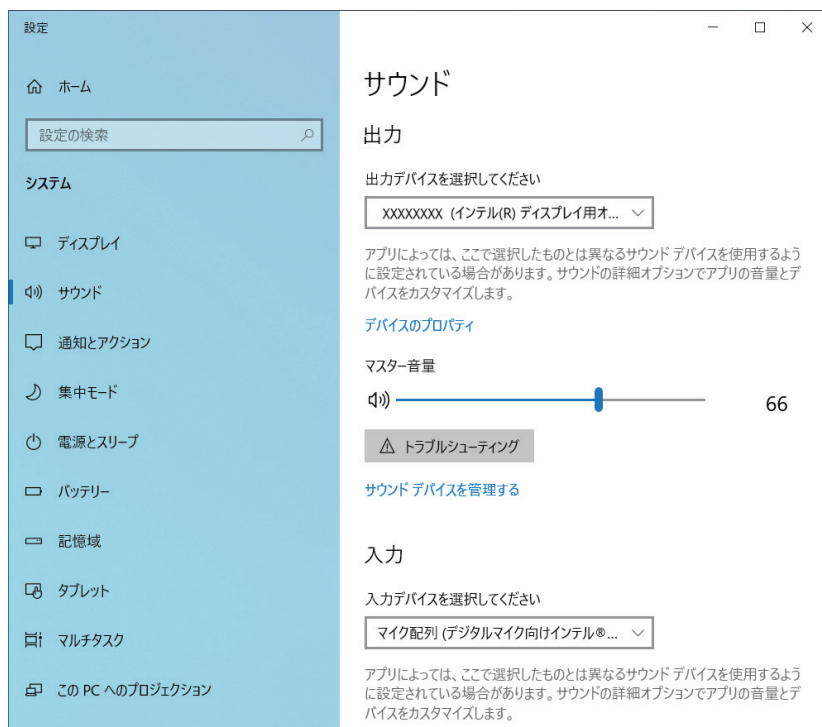 設定
ホーム
設定の検索
システム
ディスプレイ
サウンド
通知とアクション
集中モード
電源とスリープ
バッテリー
記憶域
タブレット
マルチタスク
この PC へのプロジェクション
サウンド
出力
出力デバイスを選択してください
XXXXXXXX (インテル(R) ディスプレイ用オ...
アプリによっては、ここで選択したものとは異なるサウンド デバイスを使用するよう
に設定されている場合があります。サウンドの詳細オプションでアプリの音量とデ
バイスをカスタマイズします。
デバイスのプロパティ
マスター音量
66
トラブルシューティング
サウンド デバイスを管理する
入力
入力デバイスを選択してください
マイク配列 (デジタルマイク向けインテル®...
アプリによっては、ここで選択したものとは異なるサウンド デバイスを使用するよう
に設定されている場合があります。サウンドの詳細オプションでアプリの音量とデ
バイスをカスタマイズします。